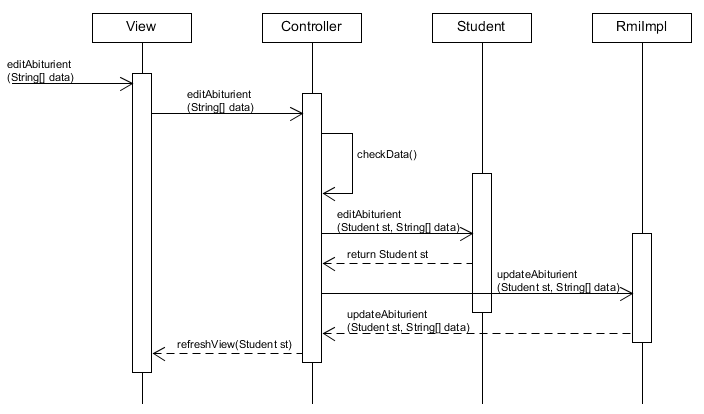 View
Controller
Student
RmiImpl
editAbiturient
(String[] data)
editAbiturient
(String[] data)
checkData()
editAbiturient
(Student st, String[] data)
return Student st
updateAbiturient
(Student st, String[] data)
updateAbiturient
(Student st, String[] data)
refreshView(Student st)